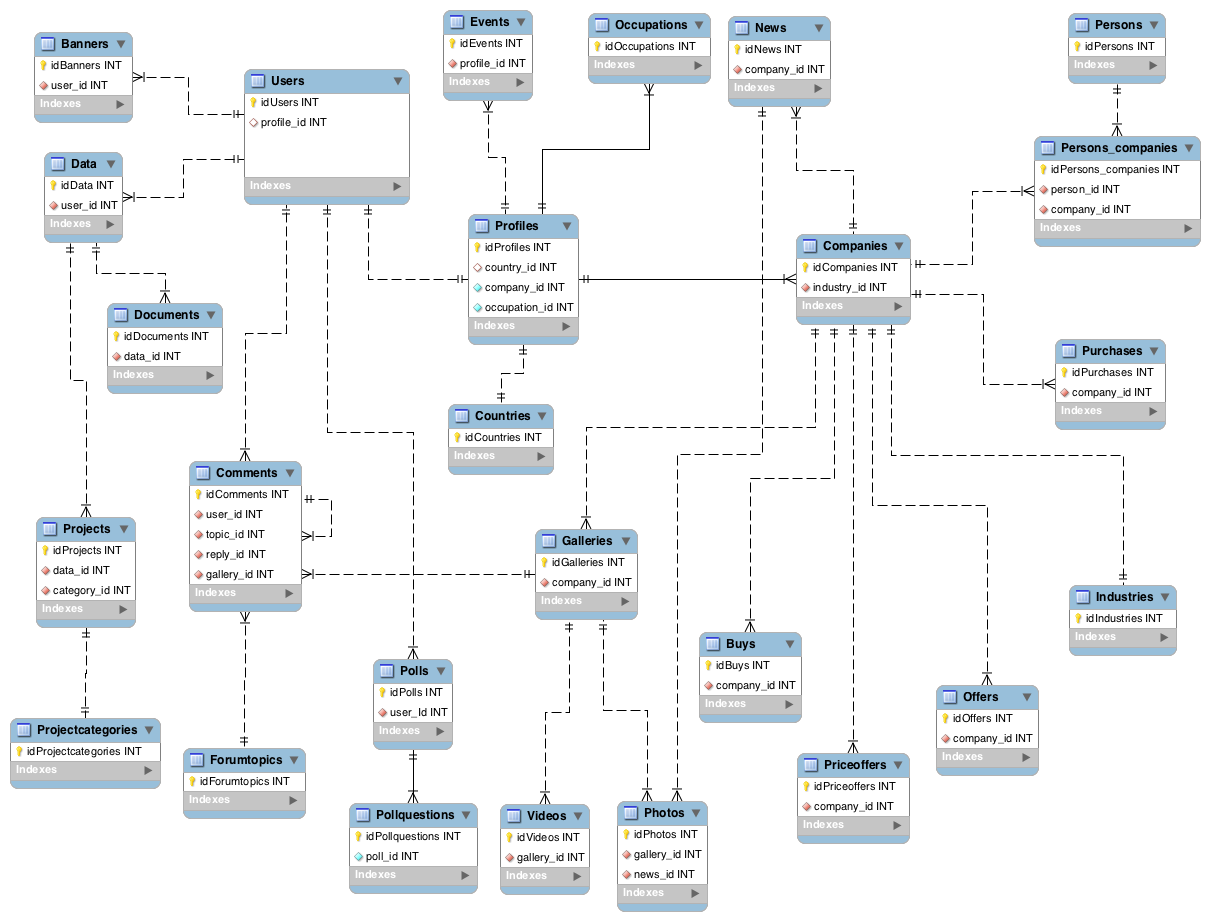 Banners
idBanners INT
user_id INT
Indexes
Users
idUsers INT
profile_id INT
Indexes
Events
idEvents INT
profile_id INT
Indexes
Occupations
idOccupations INT
Indexes
News
idNews INT
company_id INT
Indexes
Persons
idPersons INT
Indexes
Persons_companies
idPersons_companies INT
person_id INT
company_id INT
Indexes
Data
idData INT
user_id INT
Indexes
Profiles
idProfiles INT
country_id INT
company_id INT
occupation_id INT
Indexes
Companies
idCompanies INT
industry_id INT
Indexes
Documents
idDocuments INT
data_id INT
Indexes
Purchases
idPurchases INT
company_id INT
Indexes
Countries
idCountries INT
Indexes
Comments
idComments INT
user_id INT
topic_id INT
reply_id INT
gallery_id INT
Indexes
Projects
idProjects INT
data_id INT
category_id INT
Indexes
Galleries
idGalleries INT
company_id INT
Indexes
Industries
idIndustries INT
Indexes
Buys
idBuys INT
company_id INT
Indexes
Polls
idPolls INT
user_Id INT
Indexes
Offers
idOffers INT
company_id INT
Indexes
Projectcategories
idProjectcategories INT
Indexes
Forumtopics
idForumtopics INT
Indexes
Priceoffers
idPriceoffers INT
company_id INT
Indexes
Pollquestions
idPollquestions INT
poll_id INT
Indexes
Videos
idVideos INT
gallery_id INT
Indexes
Photos
idPhotos INT
gallery_id INT
news_id INT
Indexes